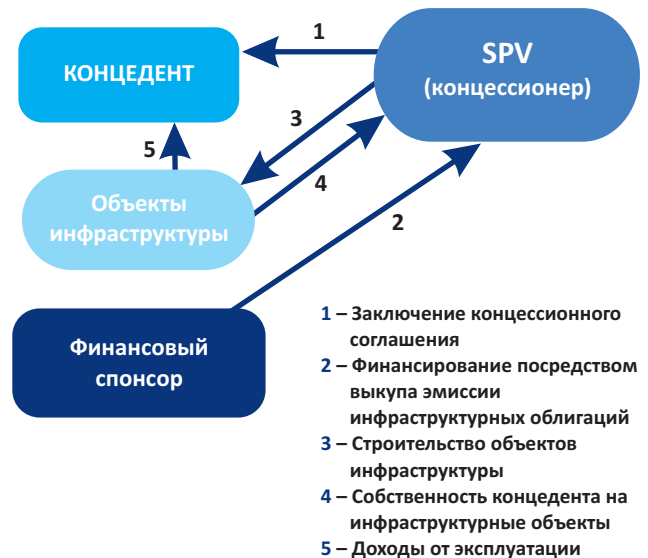 1
SPV
(концессионер)
КОНЦЕДЕНТ
3
5
4
Объекты
инфраструктуры
2
Финансовый
спонсор
1 – Заключение концессионного
соглашения
2 – Финансирование посредством
выкупа эмиссии
инфраструктурных облигаций
3 – Строительство объектов
инфраструктуры
4 – Собственность концедента на
инфраструктурные объекты
5 – Доходы от эксплуатации